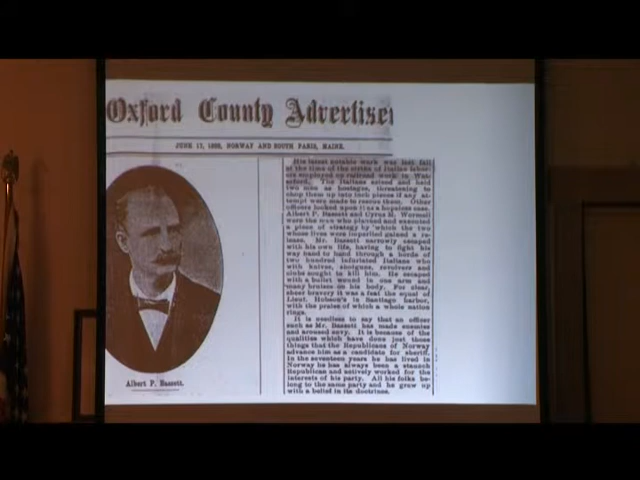 Oxford County Advertiser
JUNE 17, 1898, NORWAY AND SOUTH PARIS, MAINE.
His latest notable work was last fall
at the time of the strike of Italian labor-
ers employed on railroad work in
The Italians seized and held
two men as hostages, threatening to
chop them up into inch pieces if any at-
tempt were made to rescue them. Other
officers looked upon it as a hopeless case.
Albert P. Bassett and Cyrus M. Wormell
were the men who planned and executed
a piece of strategy by which the two
whose lives were imperiled gained a re-
lease. Mr. Bassett narrowly escaped
with his own life, having to fight his
way hand to hand through a horde of
two hundred infuriated Italians who
with knives, shotguns, revolvers and
clubs sought to kill him. He escaped
with a bullet wound in one arm and
many bruises on his body. For clear,
sheer bravery it was a feat the equal of
Lieut. Hobson's in Santiago harbor,
with the praise of which a whole nation
rings.
It is needless to say that an officer
such as Mr. Bassett has made enemies
and aroused envy. It is because of the
qualities which have done just those
things that the Republicans of Norway
advance him as a candidate for sheriff.
In the seventeen years he has lived in
Norway he has always been a staunch
Republican and actively worked for the
interests of his party. All his folks be-
long to the same party and he grew up
with a belief in its doctrines.
Albert P. Bassett.